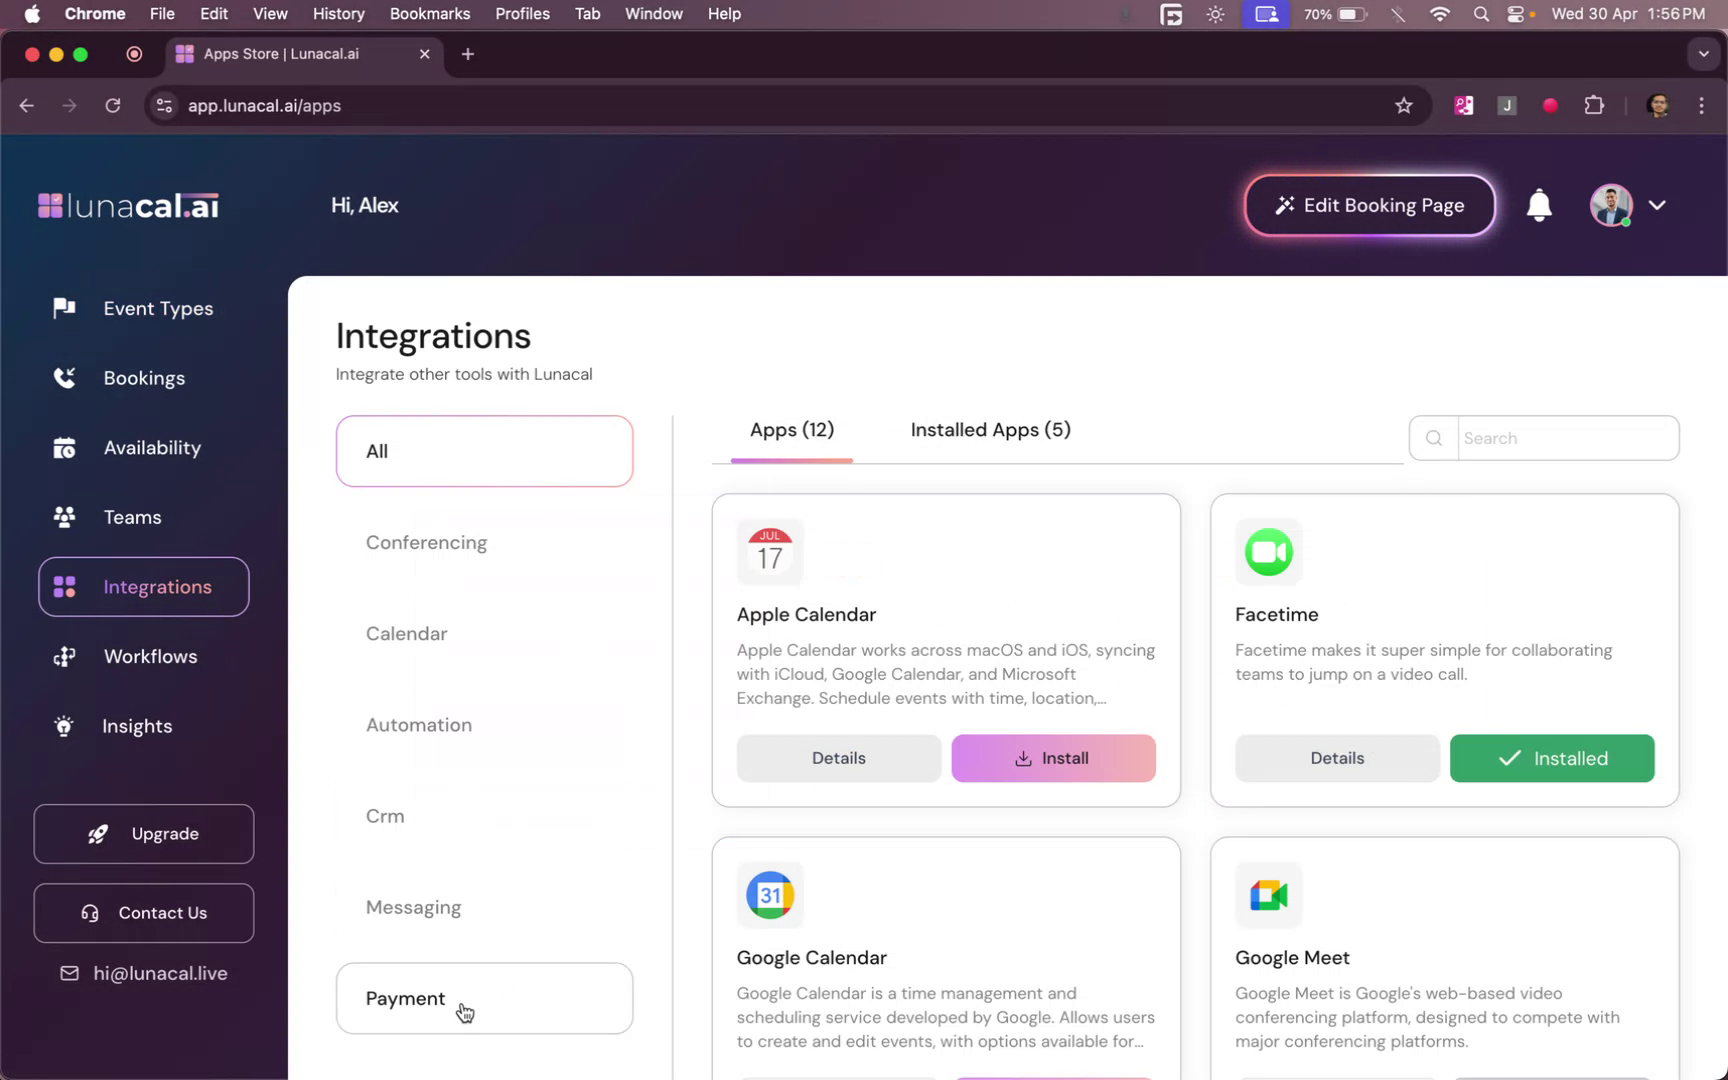 Chrome File Edit View History Bookmarks Profiles Tab Window Help 70% Wed 30 Apr 1:56 PM
Apps Store | Lunacal.ai
app.lunacal.ai/apps
J
lunacal.ai
Hi, Alex
Edit Booking Page
Event Types
Bookings
Availability
Teams
Integrations
Workflows
Insights
Upgrade
Contact Us
hi@lunacal.live
Integrations
Integrate other tools with Lunacal
All
Conferencing
Calendar
Automation
Crm
Messaging
Payment
Apps (12)
Installed Apps (5)
Search
JUL
17
Apple Calendar
Apple Calendar works across macOS and iOS, syncing
with iCloud, Google Calendar, and Microsoft
Exchange. Schedule events with time, location,...
Details
Install
Facetime
Facetime makes it super simple for collaborating
teams to jump on a video call.
Details
Installed
31
Google Calendar
Google Calendar is a time management and
scheduling service developed by Google. Allows users
to create and edit events, with options available for...
Google Meet
Google Meet is Google's web-based video
conferencing platform, designed to compete with
major conferencing platforms.